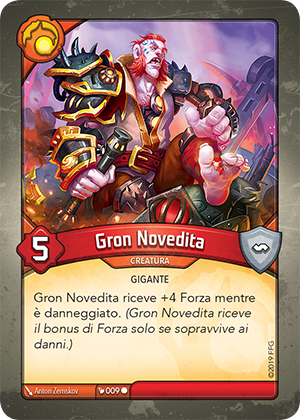 5
Gron Novedita
CREATURA
GIGANTE
Gron Novedita riceve +4 Forza mentre
è danneggiato. (Gron Novedita riceve
il bonus di Forza solo se sopravvive ai
danni.)
©2019 FFG
Anton Zemskov
009